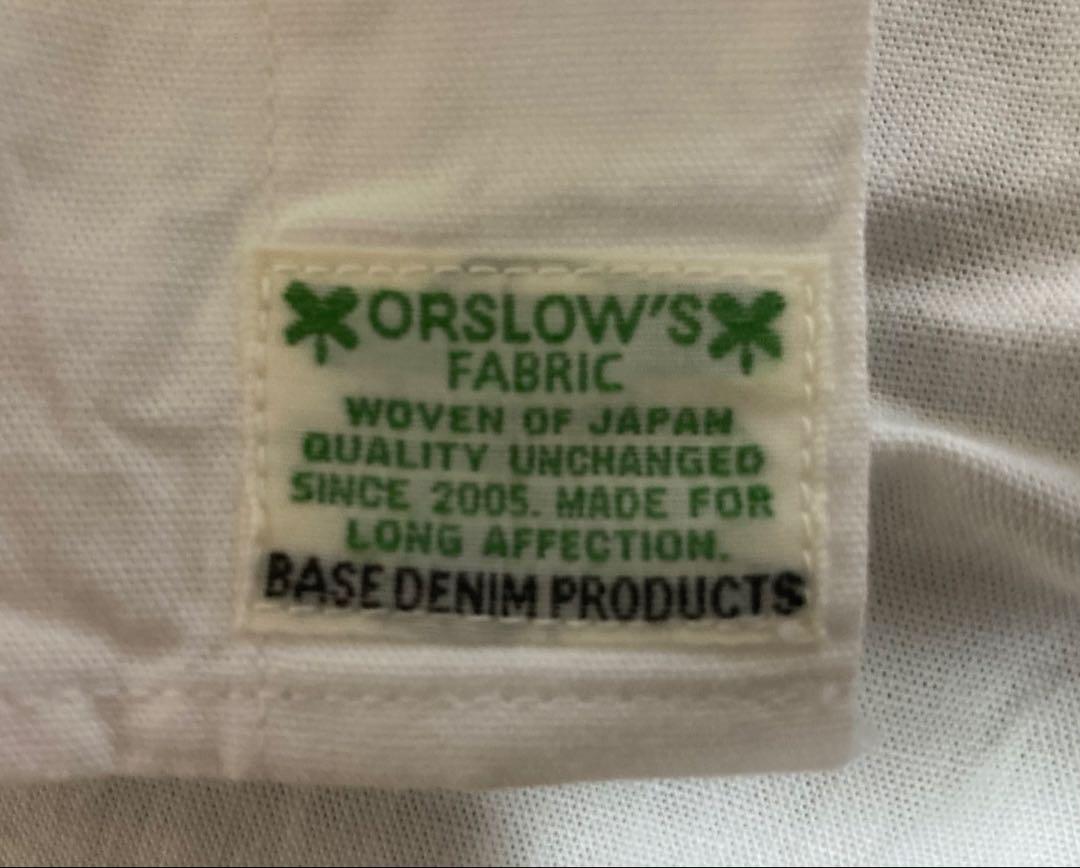 ORSLOW'S
FABRIC
WOVEN OF JAPAN
QUALITY UNCHANGED
SINCE 2005. MADE FOR
LONG AFFECTION.
BASE DENIM PRODUCTS